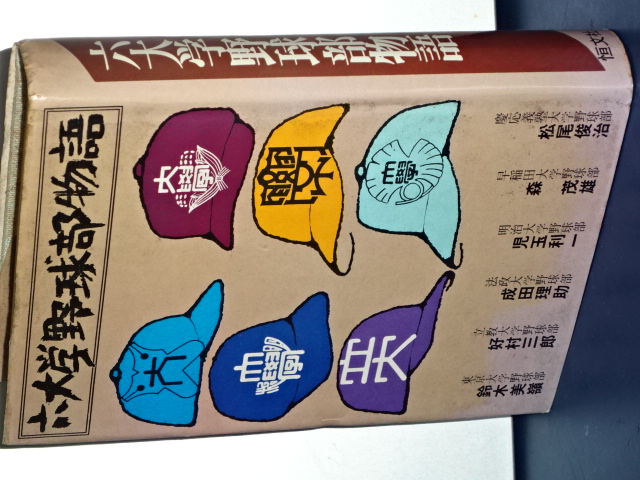 六大学野球部物語
恒文社
六大学野球部物語
慶応義塾大学野球部
松尾俊治
早稲田大学野球部
森茂雄
明治大学野球部
児玉利一
法政大学野球部
成田理助
立教大学野球部
好村三郎
東京大学野球部
鈴木美嶺
大學
大學